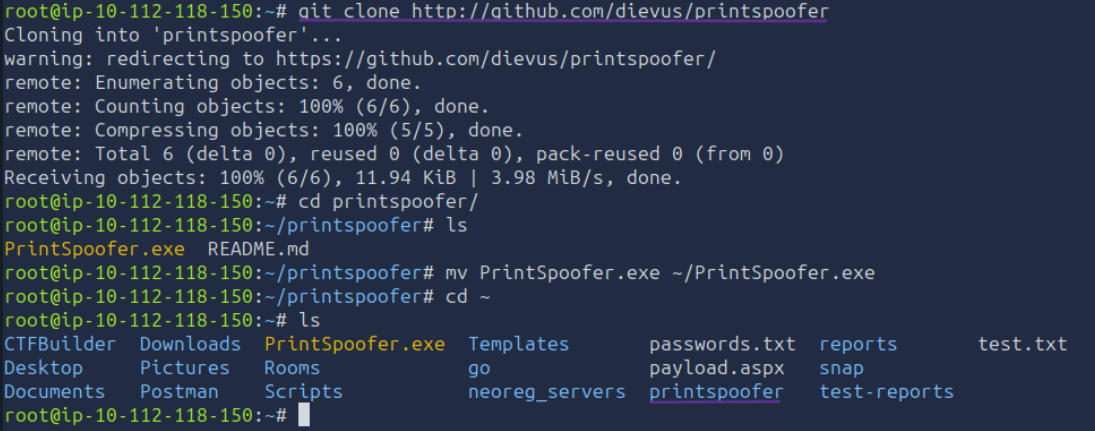 root@ip-10-112-118-150:~# git clone http://github.com/dievus/printspoofer
Cloning into 'printspoofer'...
warning: redirecting to https://github.com/dievus/printspoofer/
remote: Enumerating objects: 6, done.
remote: Counting objects: 100% (6/6), done.
remote: Compressing objects: 100% (5/5), done.
remote: Total 6 (delta 0), reused 0 (delta 0), pack-reused 0 (from 0)
Receiving objects: 100% (6/6), 11.94 KiB | 3.98 MiB/s, done.
root@ip-10-112-118-150:~# cd printspoofer/
root@ip-10-112-118-150:~/printspoofer# ls
PrintSpoofer.exe  README.md
root@ip-10-112-118-150:~/printspoofer# mv PrintSpoofer.exe ~/PrintSpoofer.exe
root@ip-10-112-118-150:~/printspoofer# cd ~
root@ip-10-112-118-150:~# ls
CTFBuilder  Downloads  PrintSpoofer.exe  Templates       passwords.txt  reports       test.txt
Desktop     Pictures   Rooms             go              payload.aspx   snap
Documents   Postman    Scripts           neoreg_servers  printspoofer   test-reports
root@ip-10-112-118-150:~#